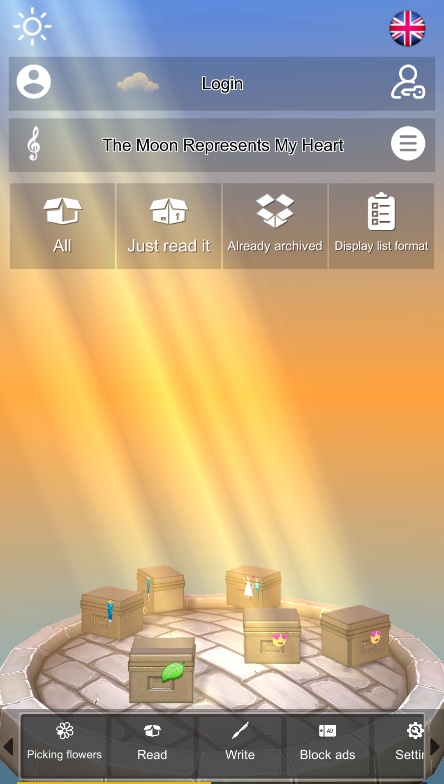 Login
The Moon Represents My Heart
All
Just read it
Already archived
Display list format
Picking flowers
Read
Write
AD
Block ads
Settin